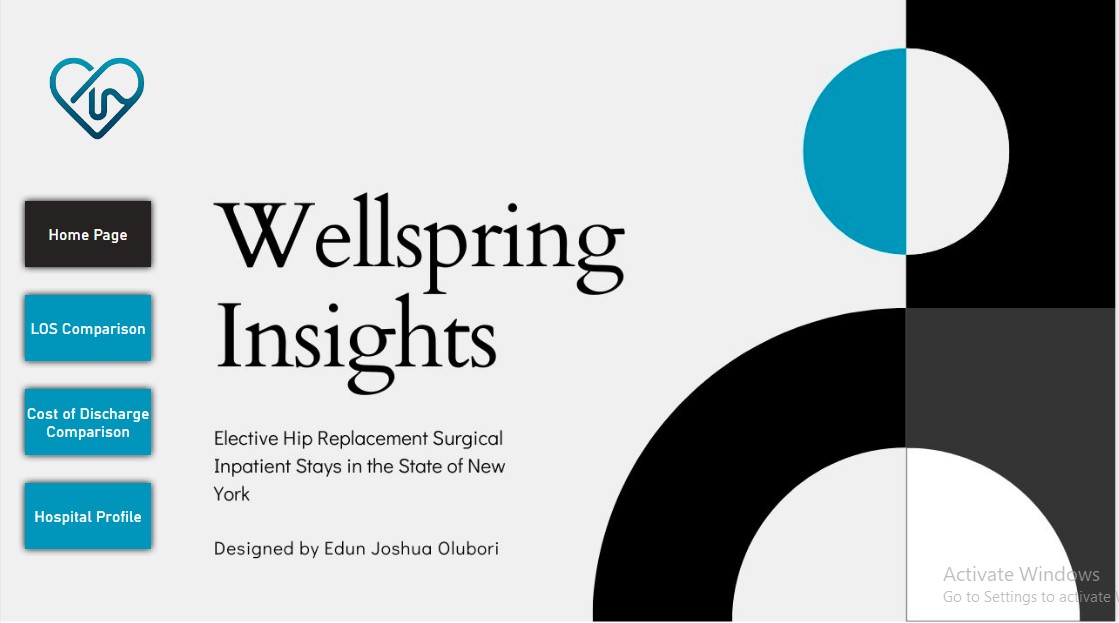 Home Page
LOS Comparison
Cost of Discharge
Comparison
Hospital Profile
Wellspring
Insights
Elective Hip Replacement Surgical
Inpatient Stays in the State of New
York
Designed by Edun Joshua Olubori
Activate Windows
Go to Settings to activate